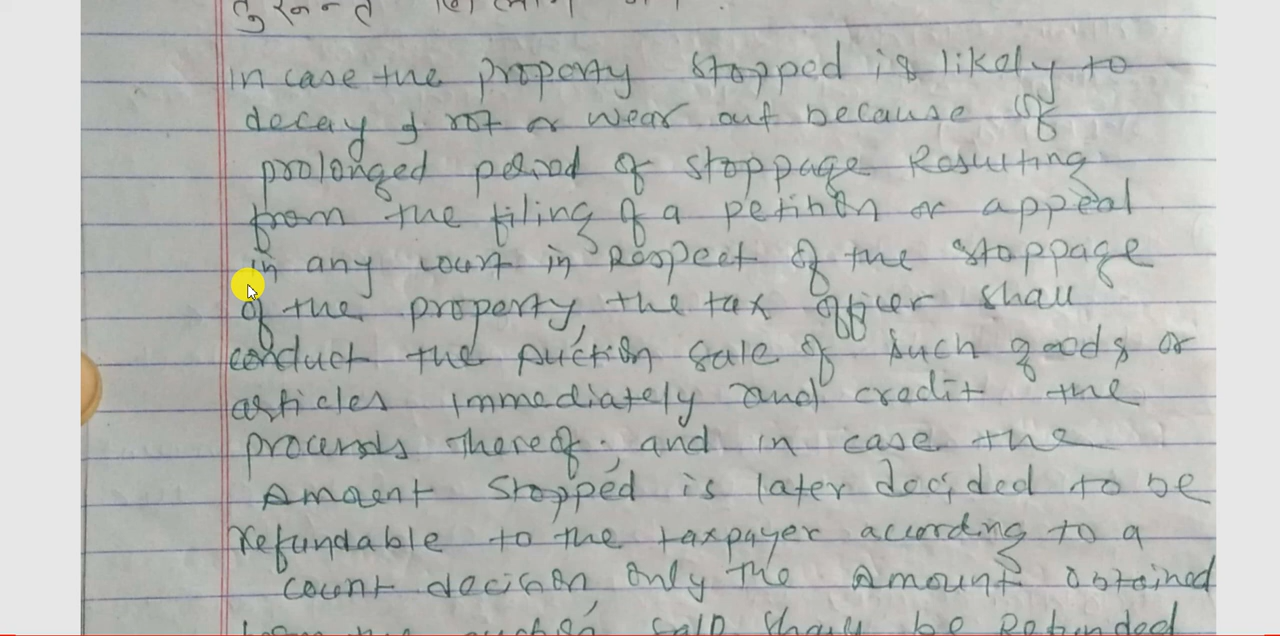 in case the property stopped is likely to
decay & rot or wear out because of
prolonged period of stoppage Resulting
from the filing of a petition or appeal
in any court in Respect of the stoppage
of the property, the tax officer shall
conduct the Auction sale of such goods or
articles immediately and credit the
proceeds thereof; and in case the
Amount stopped is later decided to be
Refundable to the taxpayer according to a
court decision, only the Amount obtained
sale shall be Refunded